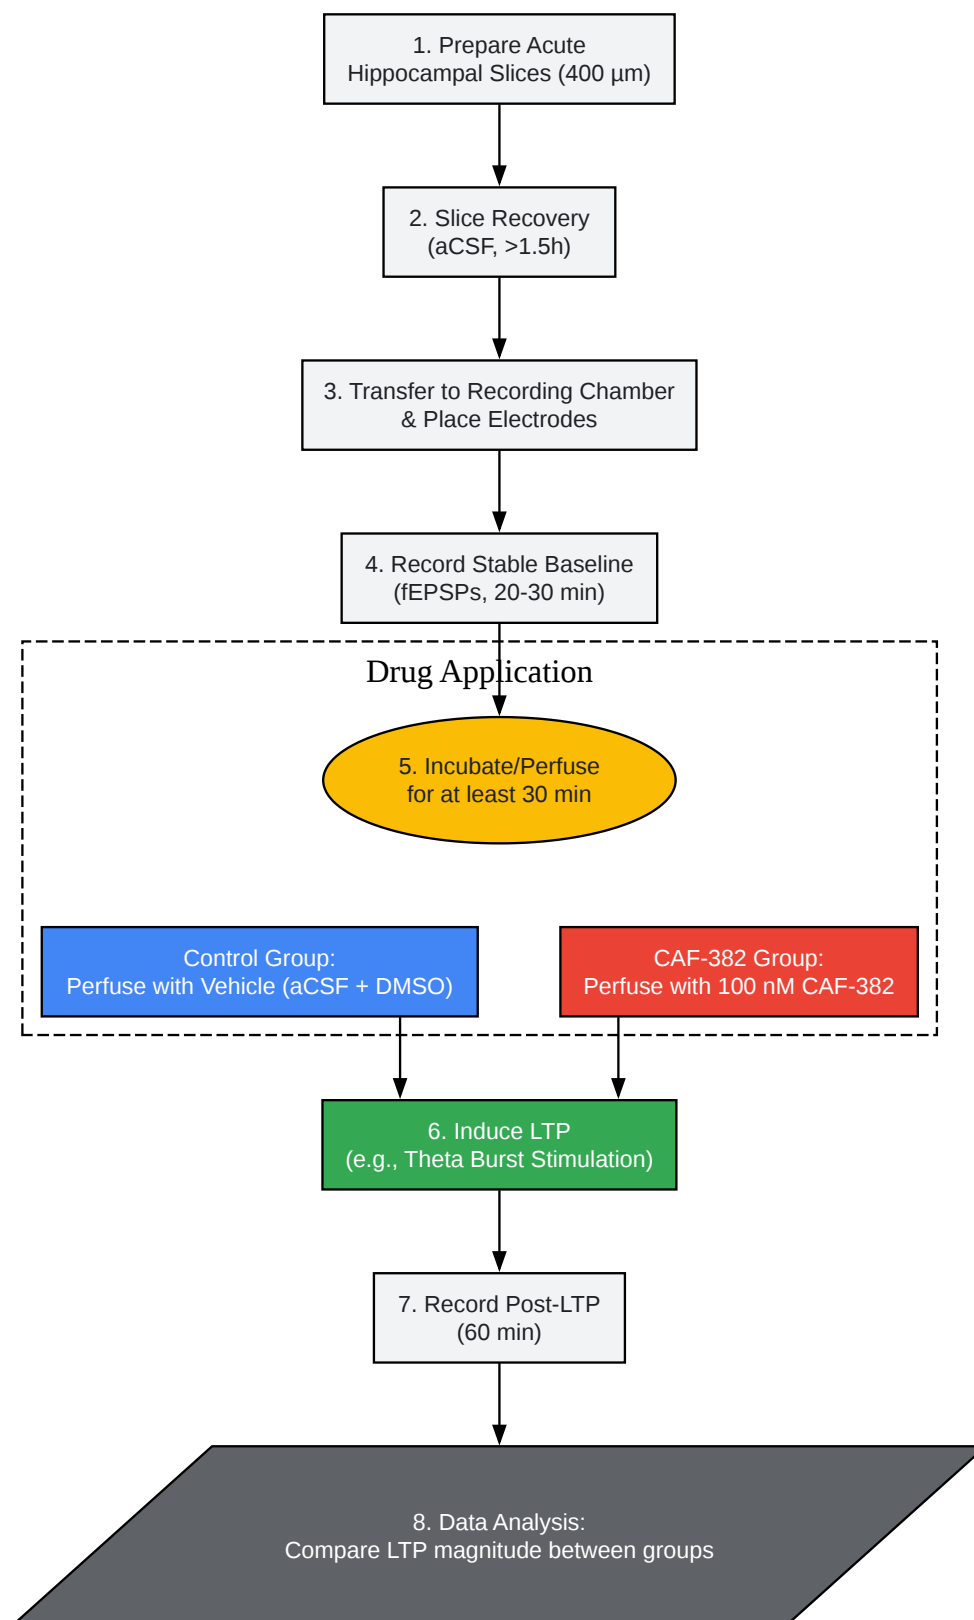 1. Prepare Acute
Hippocampal Slices (400 µm)
2. Slice Recovery
(aCSF, >1.5h)
3. Transfer to Recording Chamber
& Place Electrodes
4. Record Stable Baseline
(fEPSPs, 20-30 min)
Drug Application
5. Incubate/Perfuse
for at least 30 min
Control Group:
Perfuse with Vehicle (aCSF + DMSO)
CAF-382 Group:
Perfuse with 100 nM CAF-382
6. Induce LTP
(e.g., Theta Burst Stimulation)
7. Record Post-LTP
(60 min)
8. Data Analysis:
Compare LTP magnitude between groups